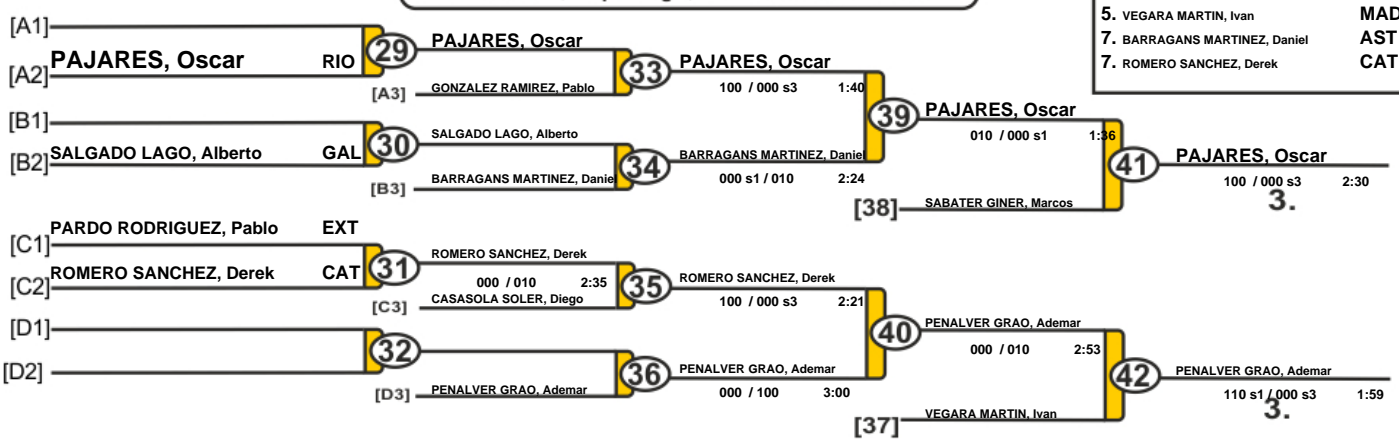 5. VEGARA MARTIN, Ivan MAD
7. BARRAGANS MARTINEZ, Daniel AST
7. ROMERO SANCHEZ, Derek CAT
[A1]
[A2] PAJARES, Oscar RIO
29
PAJARES, Oscar
[A3] GONZALEZ RAMIREZ, Pablo
33
PAJARES, Oscar
100 / 000 s3 1:40
[B1]
[B2] SALGADO LAGO, Alberto GAL
30
SALGADO LAGO, Alberto
[B3] BARRAGANS MARTINEZ, Danie
34
BARRAGANS MARTINEZ, Daniel
000 s1 / 010 2:24
39
PAJARES, Oscar
010 / 000 s1 1:36
[38] SABATER GINER, Marcos
41
PAJARES, Oscar
100 / 000 s3 2:30
3.
[C1] PARDO RODRIGUEZ, Pablo EXT
[C2] ROMERO SANCHEZ, Derek CAT
31
ROMERO SANCHEZ, Derek
000 / 010 2:35
[C3] CASASOLA SOLER, Diego
35
ROMERO SANCHEZ, Derek
100 / 000 s3 2:21
[D1]
[D2]
32
[D3] PENALVER GRAO, Ademar
36
PENALVER GRAO, Ademar
000 / 100 3:00
40
PENALVER GRAO, Ademar
000 / 010 2:53
[37] VEGARA MARTIN, Ivan
42
PENALVER GRAO, Ademar
110 s1 / 000 s3 1:59
3.